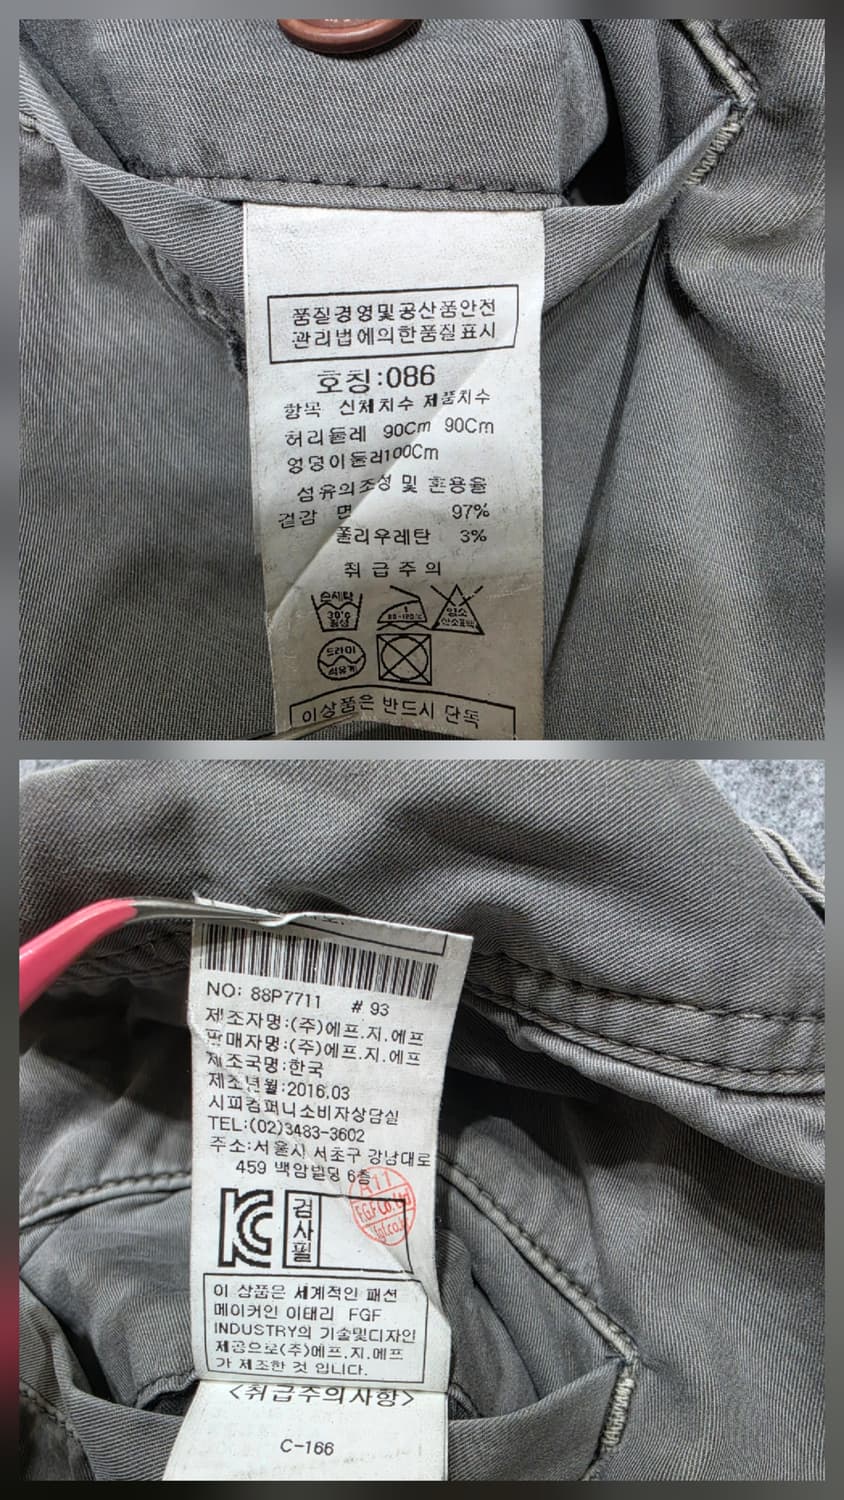 품질경영및공산품안전
관리법에의한품질표시
호칭:086
항목 신체치수 제품치수
허리둘레 90Cm 90Cm
엉덩이둘레100Cm
섬유의조성 및 혼용율
겉감 면 97%
폴리우레탄 3%
취급주의
손세탁
30°C
중성
염소
산소표백
드라이
석유계
이상품은 반드시 단독
NO: 88P7711 # 93
제조자명:(주)에프.지.에프
판매자명:(주)에프.지.에프
제조국명:한국
제조년월:2016.03
시피컴퍼니소비자상담실
TEL:(02)3483-3602
주소:서울시 서초구 강남대로
459 백암빌딩 6층
KC
검사필
F.G.F Co. Ltd
이 상품은 세계적인 패션
메이커인 이태리 FGF
INDUSTRY의 기술및디자인
제공으로(주)에프.지.에프
가 제조한 것 입니다.
<취급주의사항>
C-166